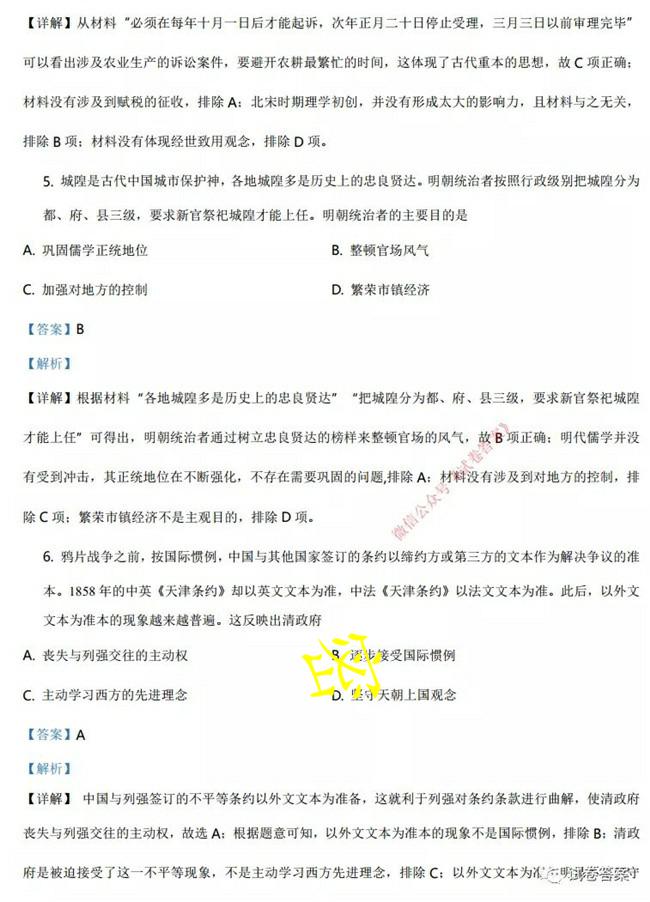 【详解】从材料“必须在每年十月一日后才能起诉，次年正月二十日停止受理，三月三日以前审理完毕”
可以看出涉及农业生产的诉讼案件，要避开农耕最繁忙的时间，这体现了古代重本的思想，故 C 项正确；
材料没有涉及到赋税的征收，排除 A；北宋时期理学初创，并没有形成太大的影响力，且材料与之无关，
排除 B 项；材料没有体现经世致用观念，排除 D 项。
5. 城隍是古代中国城市保护神，各地城隍多是历史上的忠良贤达。明朝统治者按照行政级别把城隍分为
都、府、县三级，要求新官祭祀城隍才能上任。明朝统治者的主要目的是
A. 巩固儒学正统地位
B. 整顿官场风气
C. 加强对地方的控制
D. 繁荣市镇经济
【答案】B
【解析】
【详解】根据材料“各地城隍多是历史上的忠良贤达”“把城隍分为都、府、县三级，要求新官祭祀城隍
才能上任”可得出，明朝统治者通过树立忠良贤达的榜样来整顿官场的风气，故 B 项正确；明代儒学并没
有受到冲击，其正统地位在不断强化，不存在需要巩固的问题,排除 A；材料没有涉及到对地方的控制，排
除 C 项；繁荣市镇经济不是主观目的，排除 D 项。
微信公众号《试卷答案》
6. 鸦片战争之前，按国际惯例，中国与其他国家签订的条约以缔约方或第三方的文本作为解决争议的准
本。1858 年的中英《天津条约》却以英文文本为准，中法《天津条约》以法文文本为准。此后，以外文
文本为准本的现象越来越普遍。这反映出清政府
A. 丧失与列强交往的主动权
B. 逐步接受国际惯例
C. 主动学习西方的先进理念
D. 坚守天朝上国观念
【答案】A
【解析】
【详解】 中国与列强签订的不平等条约以外文文本为准备，这就利于列强对条约条款进行曲解，使清政府
丧失与列强交往的主动权，故选 A；根据题意可知，以外文文本为准本的现象不是国际惯例，排除 B；清政
府是被迫接受了这一不平等现象，不是主动学习西方先进理念，排除 C；以外文文本为准
试卷答案